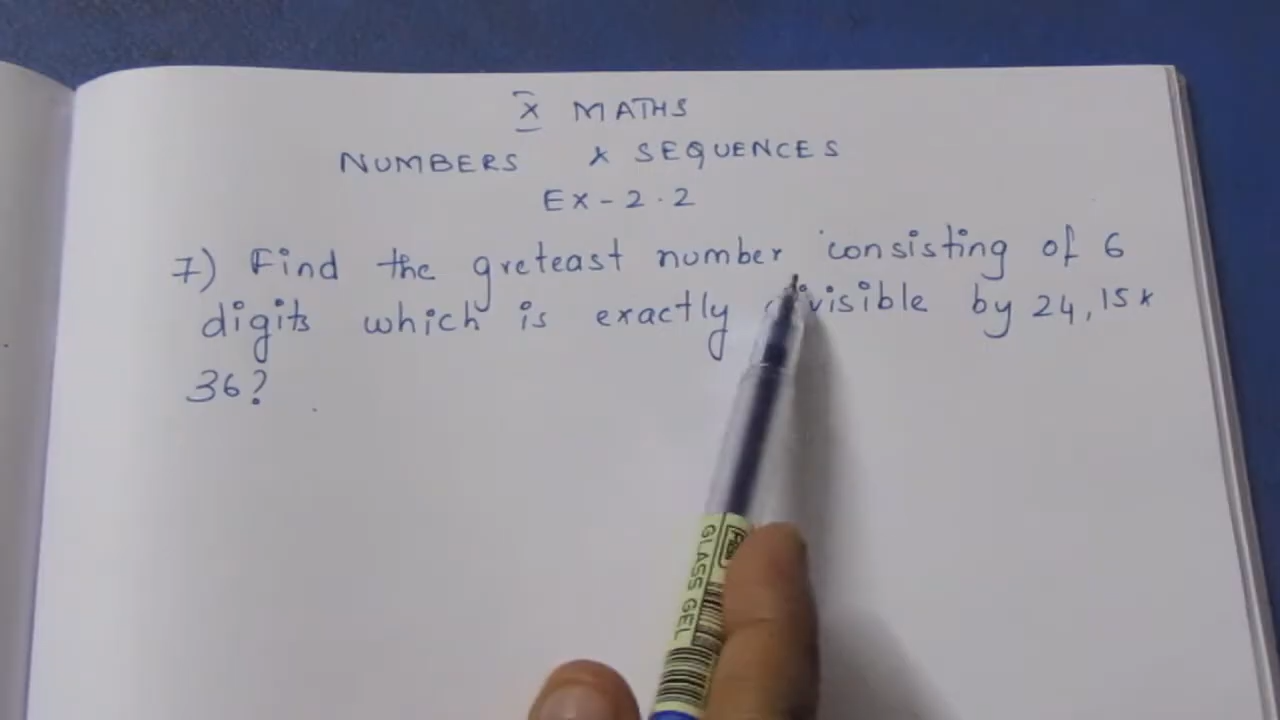 X MATHS
NUMBERS & SEQUENCES
Ex-2.2
7) Find the greteast number consisting of 6
digits which is exactly divisible by 24, 15 &
36?
GLASS GEL